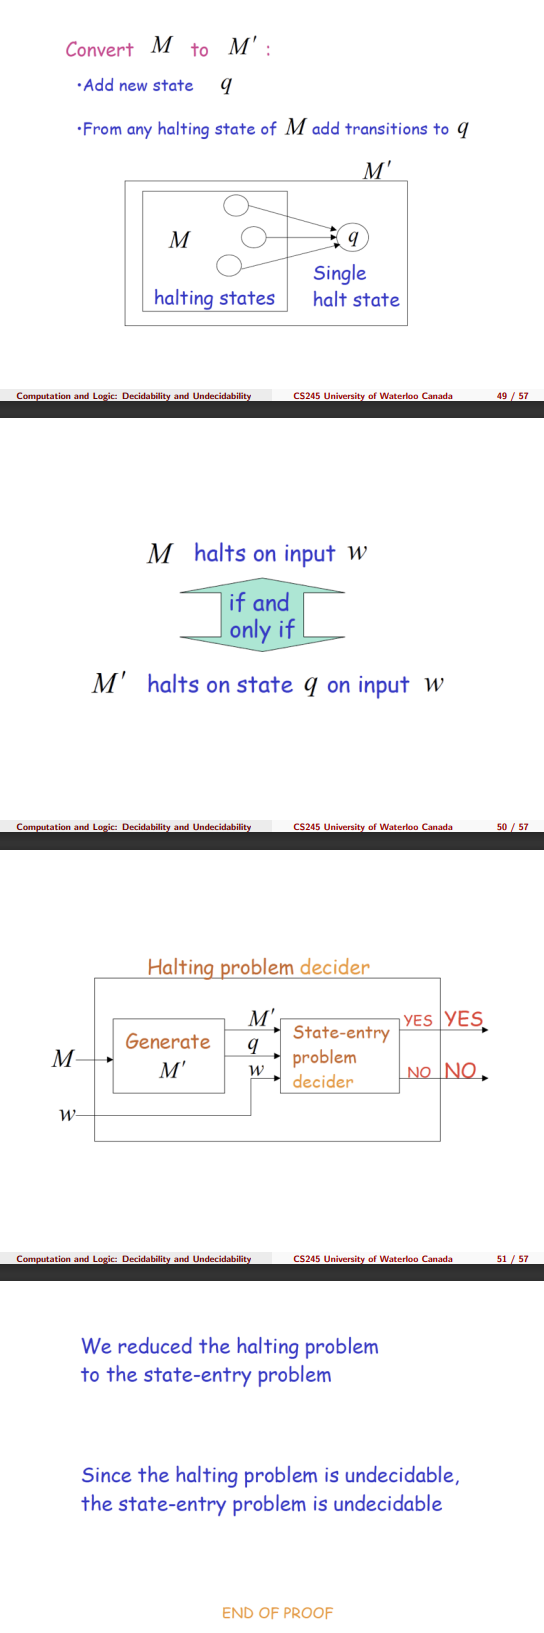 Convert M to M' :
•Add new state q
•From any halting state of M add transitions to q
M'
M
q
Single
halting states halt state
Computation and Logic: Decidability and Undecidability CS245 University of Waterloo Canada 49 / 57
M halts on input w
if and
only if
M' halts on state q on input w
Computation and Logic: Decidability and Undecidability CS245 University of Waterloo Canada 50 / 57
Halting problem decider
M
Generate
M'
M'
q
w
State-entry
problem
decider
YES YES
NO NO
w
Computation and Logic: Decidability and Undecidability CS245 University of Waterloo Canada 51 / 57
We reduced the halting problem
to the state-entry problem
Since the halting problem is undecidable,
the state-entry problem is undecidable
END OF PROOF